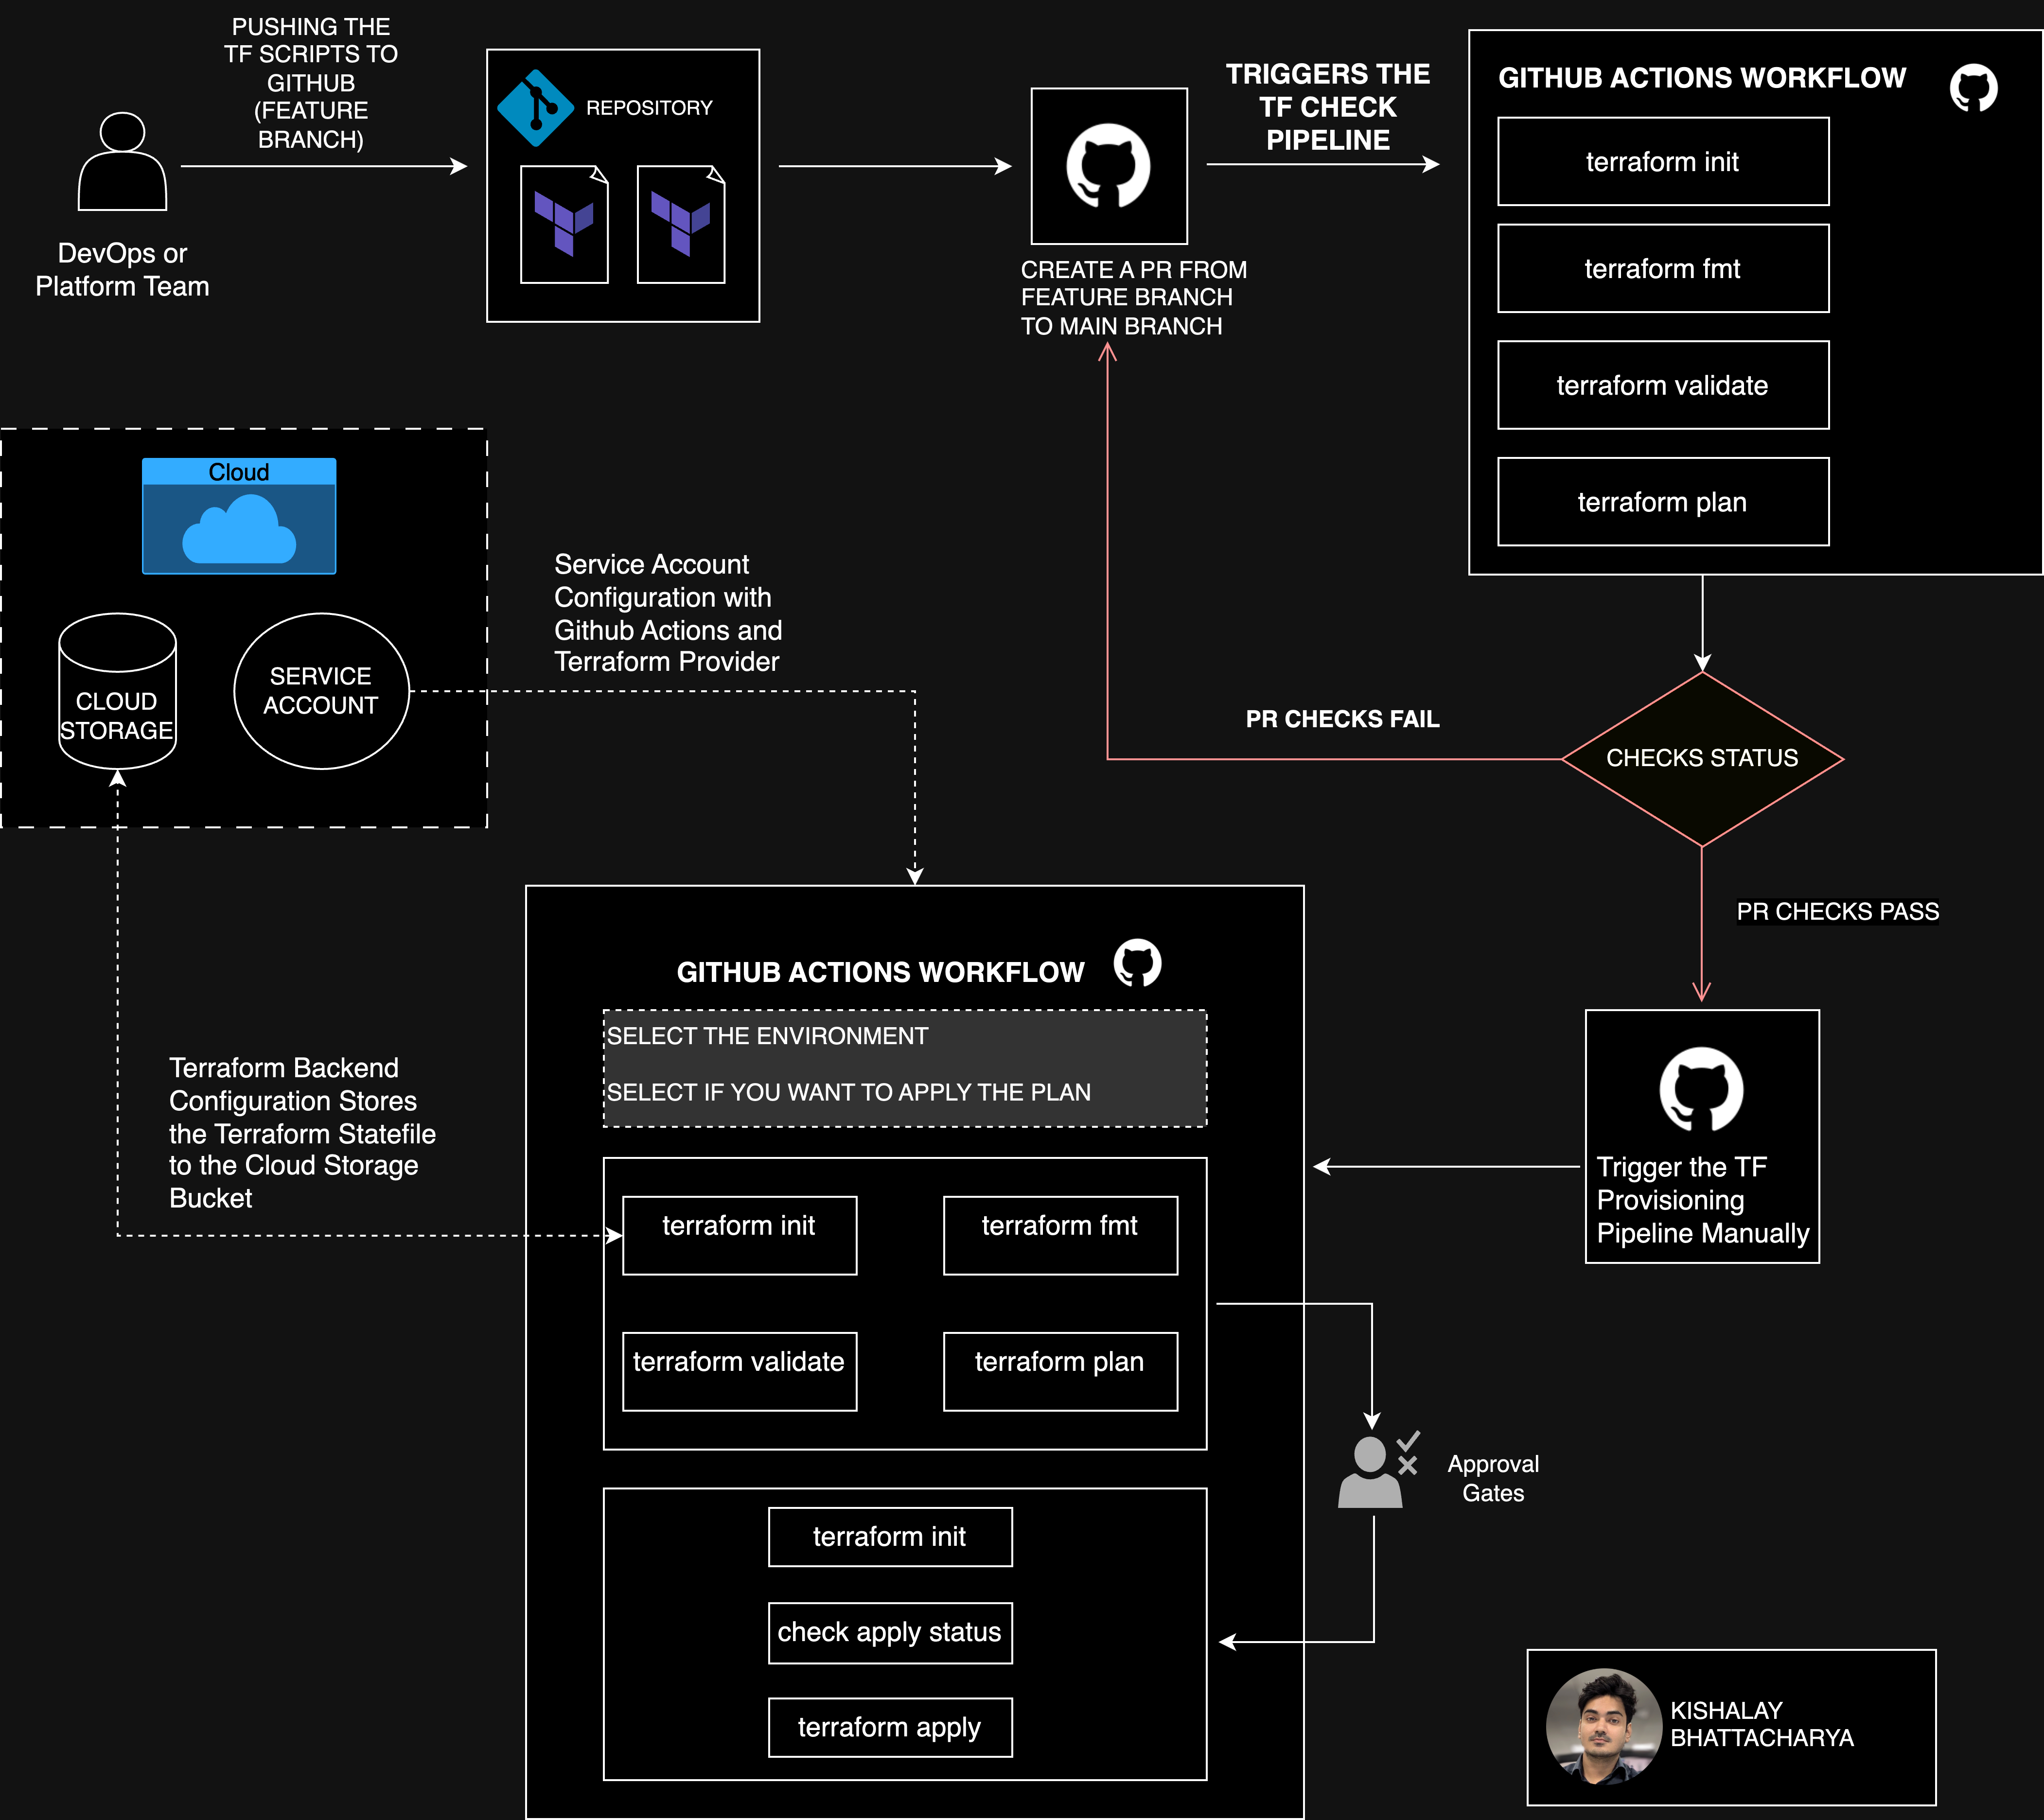 PUSHING THE
TF SCRIPTS TO
GITHUB
(FEATURE
BRANCH)
DevOps or
Platform Team
REPOSITORY
CREATE A PR FROM
FEATURE BRANCH
TO MAIN BRANCH
TRIGGERS THE
TF CHECK
PIPELINE
GITHUB ACTIONS WORKFLOW
terraform init
terraform fmt
terraform validate
terraform plan
Cloud
CLOUD
STORAGE
SERVICE
ACCOUNT
Service Account
Configuration with
Github Actions and
Terraform Provider
PR CHECKS FAIL
CHECKS STATUS
PR CHECKS PASS
Trigger the TF
Provisioning
Pipeline Manually
Terraform Backend
Configuration Stores
the Terraform Statefile
to the Cloud Storage
Bucket
GITHUB ACTIONS WORKFLOW
SELECT THE ENVIRONMENT
SELECT IF YOU WANT TO APPLY THE PLAN
terraform init
terraform fmt
terraform validate
terraform plan
Approval
Gates
terraform init
check apply status
terraform apply
KISHALAY
BHATTACHARYA